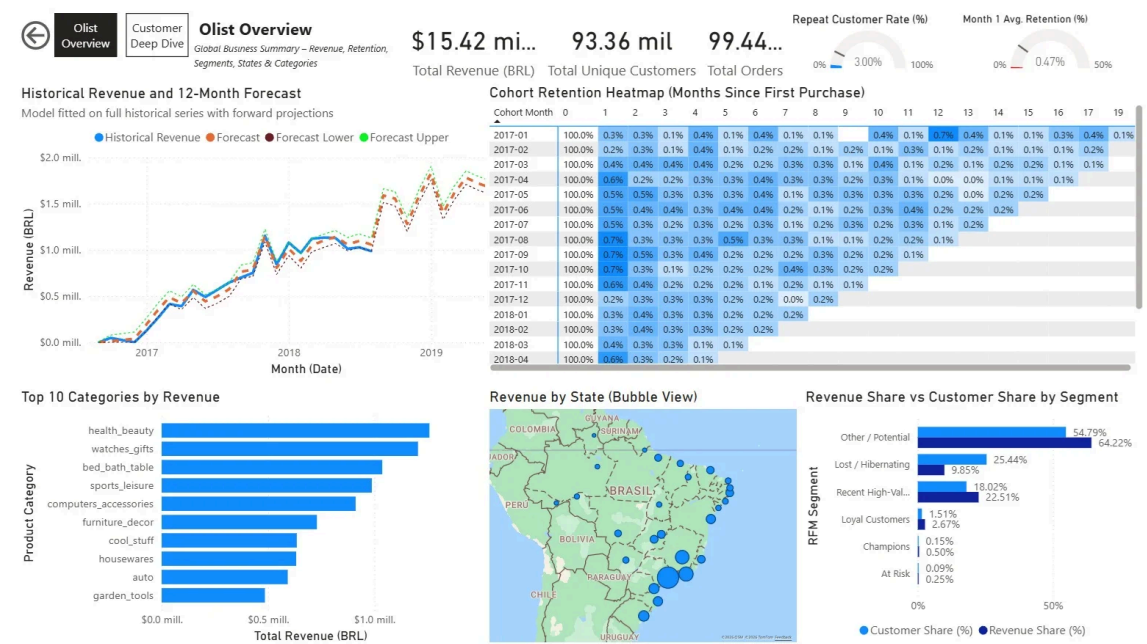 Olist
Overview
Customer
Deep Dive
Olist Overview
Global Business Summary – Revenue, Retention,
Segments, States & Categories
$15.42 mi...
Total Revenue (BRL)
93.36 mil
Total Unique Customers
99.44...
Total Orders
Repeat Customer Rate (%)
0% 3.00% 100%
Month 1 Avg. Retention (%)
0% 0.47% 50%
Historical Revenue and 12-Month Forecast
Model fitted on full historical series with forward projections
Historical Revenue Forecast Forecast Lower Forecast Upper
Revenue (BRL)
$2.0 mill.
$1.5 mill.
$1.0 mill.
$0.5 mill.
$0.0 mill.
2017 2018 2019
Month (Date)
Cohort Retention Heatmap (Months Since First Purchase)
Cohort Month 0 1 2 3 4 5 6 7 8 9 10 11 12 13 14 15 16 17 19
2017-01 100.0% 0.3% 0.3% 0.1% 0.4% 0.1% 0.4% 0.1% 0.1% 0.4% 0.1% 0.7% 0.4% 0.1% 0.1% 0.3% 0.4% 0.1%
2017-02 100.0% 0.2% 0.3% 0.1% 0.4% 0.1% 0.2% 0.2% 0.1% 0.2% 0.1% 0.3% 0.1% 0.2% 0.1% 0.1% 0.2%
2017-03 100.0% 0.4% 0.4% 0.4% 0.4% 0.2% 0.2% 0.3% 0.3% 0.1% 0.4% 0.1% 0.2% 0.1% 0.2% 0.2% 0.1% 0.1%
2017-04 100.0% 0.6% 0.2% 0.2% 0.3% 0.3% 0.4% 0.3% 0.3% 0.2% 0.3% 0.1% 0.0% 0.0% 0.1% 0.1% 0.1%
2017-05 100.0% 0.5% 0.5% 0.3% 0.3% 0.3% 0.4% 0.1% 0.3% 0.3% 0.3% 0.3% 0.2% 0.0% 0.2% 0.2%
2017-06 100.0% 0.5% 0.4% 0.4% 0.3% 0.4% 0.4% 0.2% 0.1% 0.2% 0.3% 0.4% 0.2% 0.2% 0.2%
2017-07 100.0% 0.5% 0.3% 0.2% 0.3% 0.2% 0.3% 0.1% 0.2% 0.3% 0.2% 0.3% 0.1% 0.2%
2017-08 100.0% 0.7% 0.3% 0.3% 0.3% 0.5% 0.3% 0.3% 0.1% 0.1% 0.2% 0.2% 0.1%
2017-09 100.0% 0.7% 0.5% 0.3% 0.4% 0.2% 0.2% 0.2% 0.3% 0.2% 0.2% 0.1%
2017-10 100.0% 0.7% 0.3% 0.1% 0.2% 0.2% 0.2% 0.4% 0.3% 0.2% 0.2%
2017-11 100.0% 0.6% 0.4% 0.2% 0.2% 0.2% 0.1% 0.2% 0.1% 0.1%
2017-12 100.0% 0.2% 0.3% 0.3% 0.3% 0.2% 0.2% 0.0% 0.2%
2018-01 100.0% 0.3% 0.4% 0.3% 0.3% 0.2% 0.2% 0.2%
2018-02 100.0% 0.3% 0.4% 0.3% 0.3% 0.2% 0.2%
2018-03 100.0% 0.4% 0.3% 0.3% 0.1% 0.1%
2018-04 100.0% 0.6% 0.3% 0.2% 0.1%
Top 10 Categories by Revenue
Product Category
health_beauty
watches_gifts
bed_bath_table
sports_leisure
computers_accessories
furniture_decor
cool_stuff
housewares
auto
garden_tools
$0.0 mill. $0.5 mill. $1.0 mill.
Total Revenue (BRL)
Revenue by State (Bubble View)
GUYANA
COLOMBIA
SURINAM
ADOR
BRASIL
PERÚ
BOLIVIA
PARAGUAY
CHILE
URUGUAY
Revenue Share vs Customer Share by Segment
RFM Segment
Other / Potential 54.79%
64.22%
Lost / Hibernating 25.44%
9.85%
Recent High-Val... 18.02%
22.51%
Loyal Customers 1.51%
2.67%
Champions 0.15%
0.50%
At Risk 0.09%
0.25%
0% 50%
Customer Share (%) Revenue Share (%)